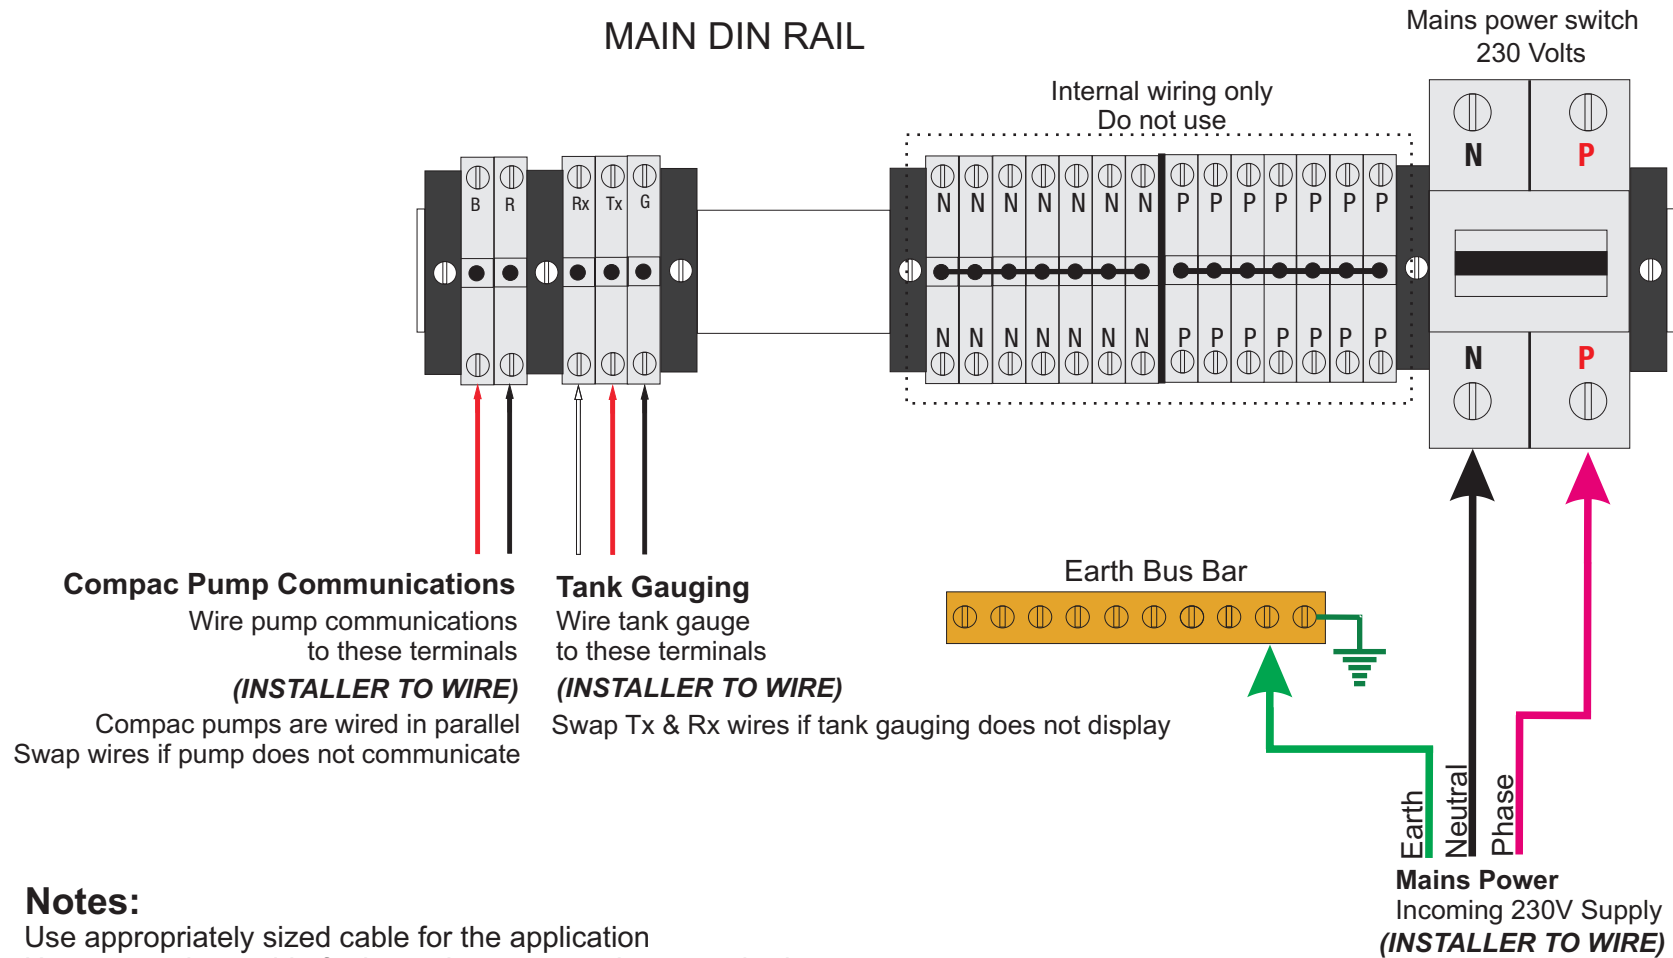 MAIN DIN RAIL
Mains power switch
230 Volts
Internal wiring only
Do not use
N P
B R Rx Tx G
N N N N N N N P P P P P P P
N N N N N N N P P P P P P P
N P
Compac Pump Communications
Wire pump communications
to these terminals
(INSTALLER TO WIRE)
Compac pumps are wired in parallel
Swap wires if pump does not communicate
Tank Gauging
Wire tank gauge
to these terminals
(INSTALLER TO WIRE)
Swap Tx & Rx wires if tank gauging does not display
Earth Bus Bar
Earth
Neutral
Phase
Mains Power
Incoming 230V Supply
(INSTALLER TO WIRE)
Notes:
Use appropriately sized cable for the application